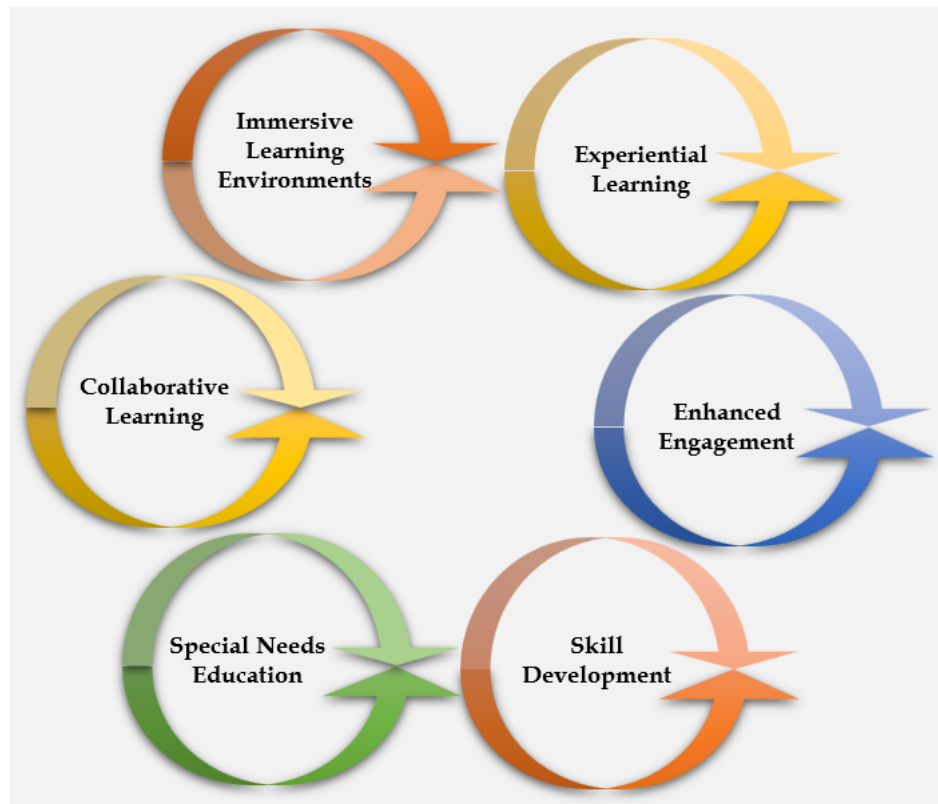 Immersive
Learning
Environments
Experiential
Learning
Collaborative
Learning
Enhanced
Engagement
Special Needs
Education
Skill
Development